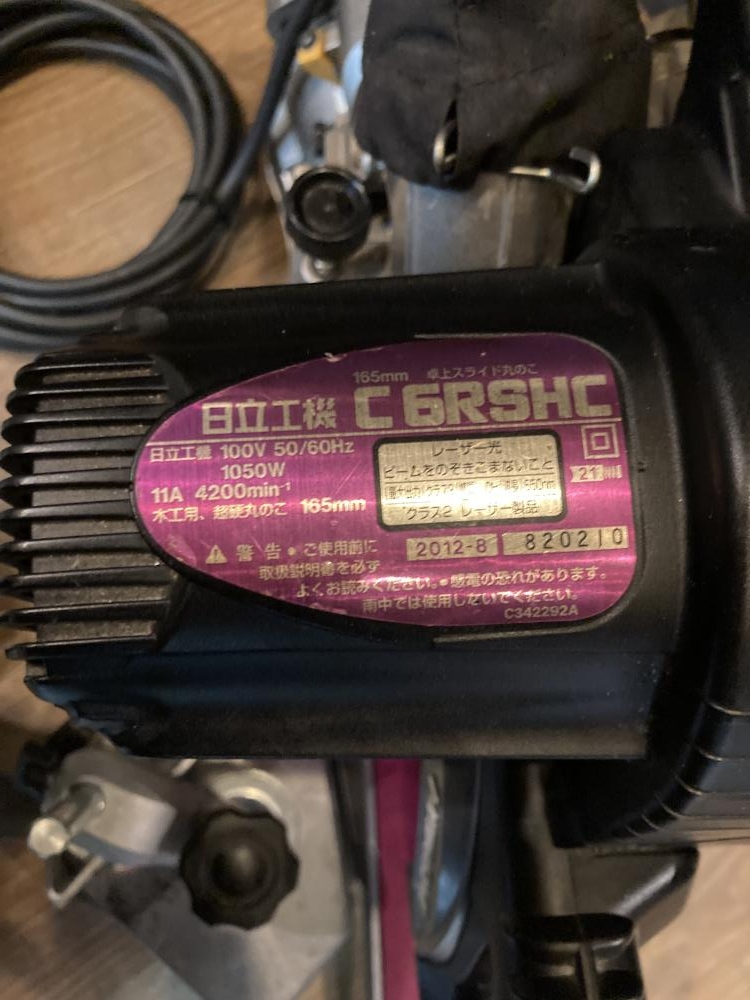 165mm 卓上スライド丸のこ
日立工機 C 6RSHC
日立工機 100V 50/60Hz
1050W
11A 4200min⁻¹
木工用、超硬丸のこ 165mm
レーザー光
ビームをのぞきこまないこと
クラス2 レーザー製品
2012-8 820210
警告 • ご使用前に
取扱説明書を必ず
よくお読みください。• 感電の恐れがあります。
雨中では使用しないでください。
C342292A